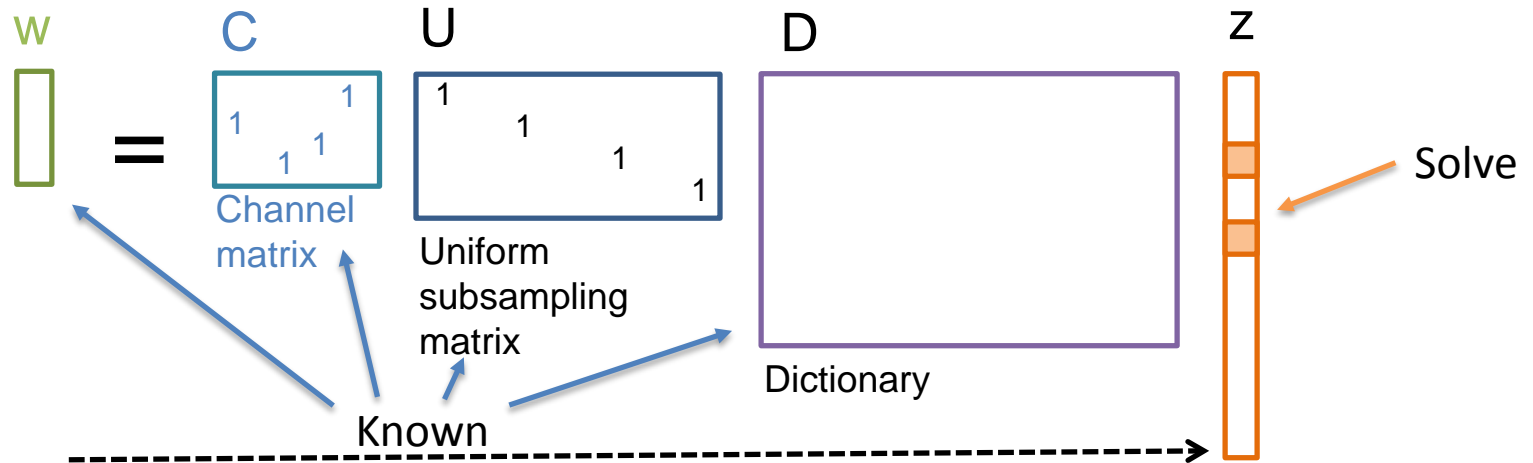 w
C
U
D
z
=
1
1
1
1
1
1
1
1
Channel
matrix
Uniform
subsampling
matrix
Dictionary
Solve
Known